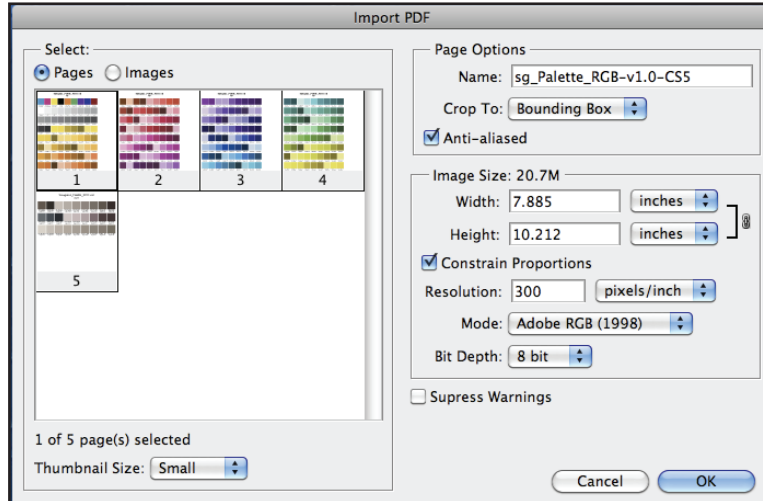 Import PDF
Select:
Pages Images
1 2 3 4
5
1 of 5 page(s) selected
Thumbnail Size: Small
Page Options
Name: sg_Palette_RGB-v1.0-CS5
Crop To: Bounding Box
Anti-aliased
Image Size: 20.7M
Width: 7.885 inches
Height: 10.212 inches
Constrain Proportions
Resolution: 300 pixels/inch
Mode: Adobe RGB (1998)
Bit Depth: 8 bit
Supress Warnings
Cancel OK